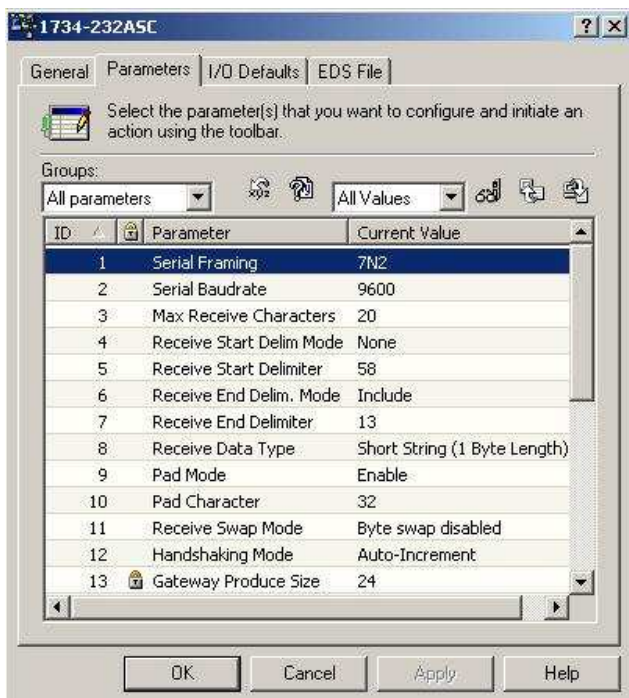 1734-232ASC
General Parameters I/O Defaults EDS File
Select the parameter(s) that you want to configure and initiate an
action using the toolbar.
Groups:
All parameters All Values
ID Parameter Current Value
1 Serial Framing 7N2
2 Serial Baudrate 9600
3 Max Receive Characters 20
4 Receive Start Delim Mode None
5 Receive Start Delimiter 58
6 Receive End Delim. Mode Include
7 Receive End Delimiter 13
8 Receive Data Type Short String (1 Byte Length)
9 Pad Mode Enable
10 Pad Character 32
11 Receive Swap Mode Byte swap disabled
12 Handshaking Mode Auto-Increment
13 Gateway Produce Size 24
OK Cancel Apply Help